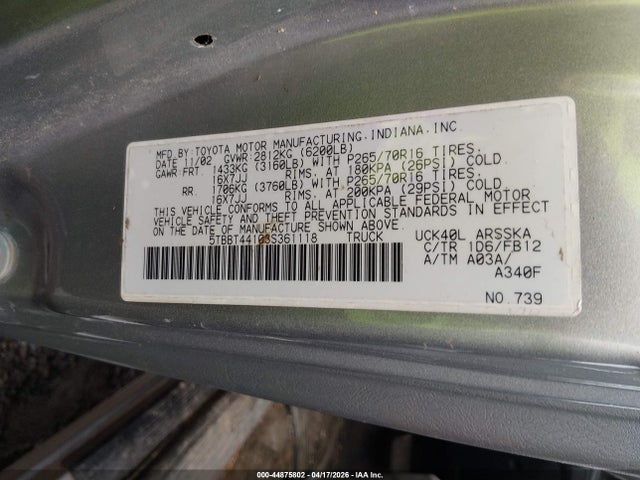 MFD.BY:TOYOTA MOTOR MANUFACTURING,INDIANA,INC.
DATE 11/02 GVWR:2812KG (6200LB)
GAWR:FRT. 1433KG (3160LB) WITH P265/70R16 TIRES.
16X7JJ RIMS. AT 180KPA (26PSI) COLD.
RR. 1706KG (3760LB) WITH P265/70R16 TIRES.
16X7JJ RIMS. AT 200KPA (29PSI) COLD.
THIS VEHICLE CONFORMS TO ALL APPLICABLE FEDERAL MOTOR
VEHICLE SAFETY AND THEFT PREVENTION STANDARDS IN EFFECT
ON THE DATE OF MANUFACTURE SHOWN ABOVE.
TRUCK
UCK40L ARSSKA
C/TR 1D6/FB12
A/TM A03A/
A340F
NO.739
000-44875802 - 04/17/2026 - IAA Inc.